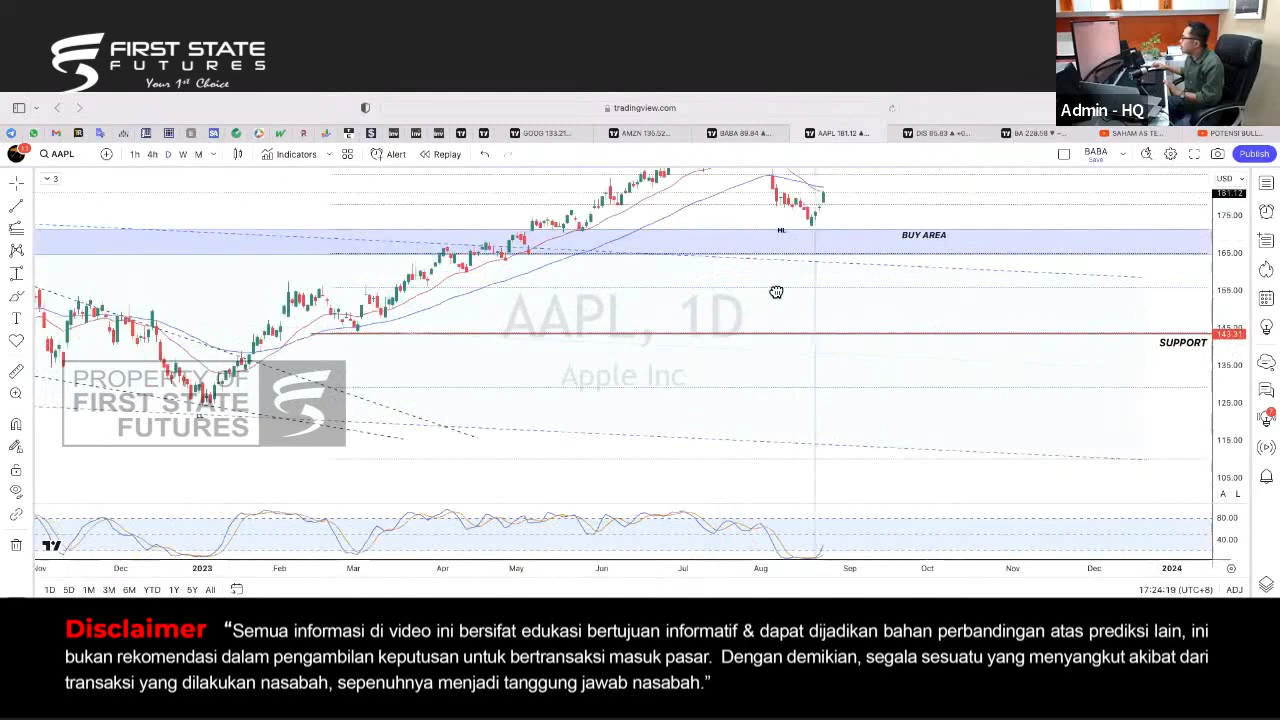 FIRST STATE
FUTURES
Your 1st Choice
Admin - HQ
tradingview.com
GOOG 133.21...
AMZN 135.52...
BABA 89.84 ▲...
AAPL 181.12 ▲...
DIS 85.83 ▲ +0...
BA 228.58 ▼ −...
SAHAM AS TE...
POTENSI BULL...
11
AAPL
1h 4h D W M
Indicators
Alert
Replay
BABA
Save
Publish
3
USD
181.12
175.00
HL
BUY AREA
165.00
155.00
AAPL, 1D
145.00
143.31
SUPPORT
Apple Inc
135.00
PROPERTY OF
FIRST STATE
FUTURES
125.00
115.00
105.00
A L
80.00
40.00
Nov Dec 2023 Feb Mar Apr May Jun Jul Aug Sep Oct Nov Dec 2024
1D 5D 1M 3M 6M YTD 1Y 5Y All
17:24:19 (UTC+8) ADJ
Disclaimer “Semua informasi di video ini bersifat edukasi bertujuan informatif & dapat dijadikan bahan perbandingan atas prediksi lain, ini
bukan rekomendasi dalam pengambilan keputusan untuk bertransaksi masuk pasar. Dengan demikian, segala sesuatu yang menyangkut akibat dari
transaksi yang dilakukan nasabah, sepenuhnya menjadi tanggung jawab nasabah.”